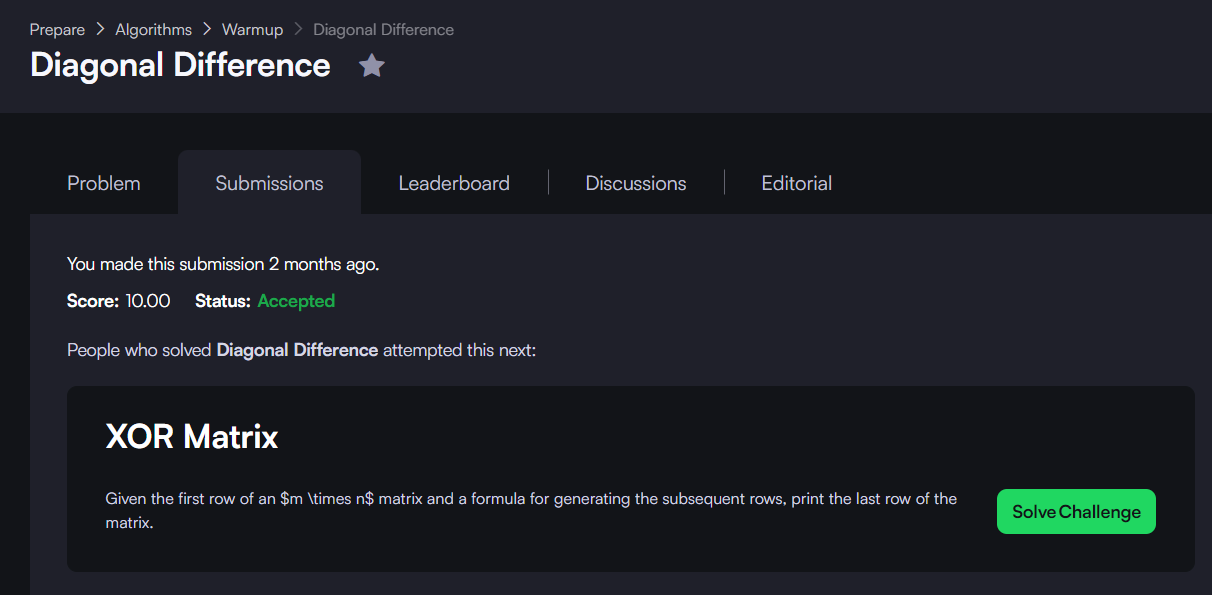 Prepare > Algorithms > Warmup > Diagonal Difference
Diagonal Difference
Problem
Submissions
Leaderboard
Discussions
Editorial
You made this submission 2 months ago.
Score: 10.00 Status: Accepted
People who solved Diagonal Difference attempted this next:
XOR Matrix
Given the first row of an $m \times n$ matrix and a formula for generating the subsequent rows, print the last row of the
matrix.
Solve Challenge